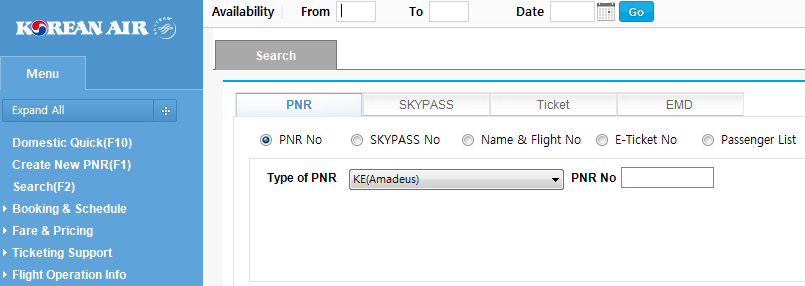 Availability From To Date Go
KOREAN AIR
Menu
Search
Expand All
PNR SKYPASS Ticket EMD
Domestic Quick(F10)
Create New PNR(F1)
Search(F2)
Booking & Schedule
Fare & Pricing
Ticketing Support
Flight Operation Info
PNR No SKYPASS No Name & Flight No E-Ticket No Passenger List
Type of PNR KE(Amadeus) PNR No